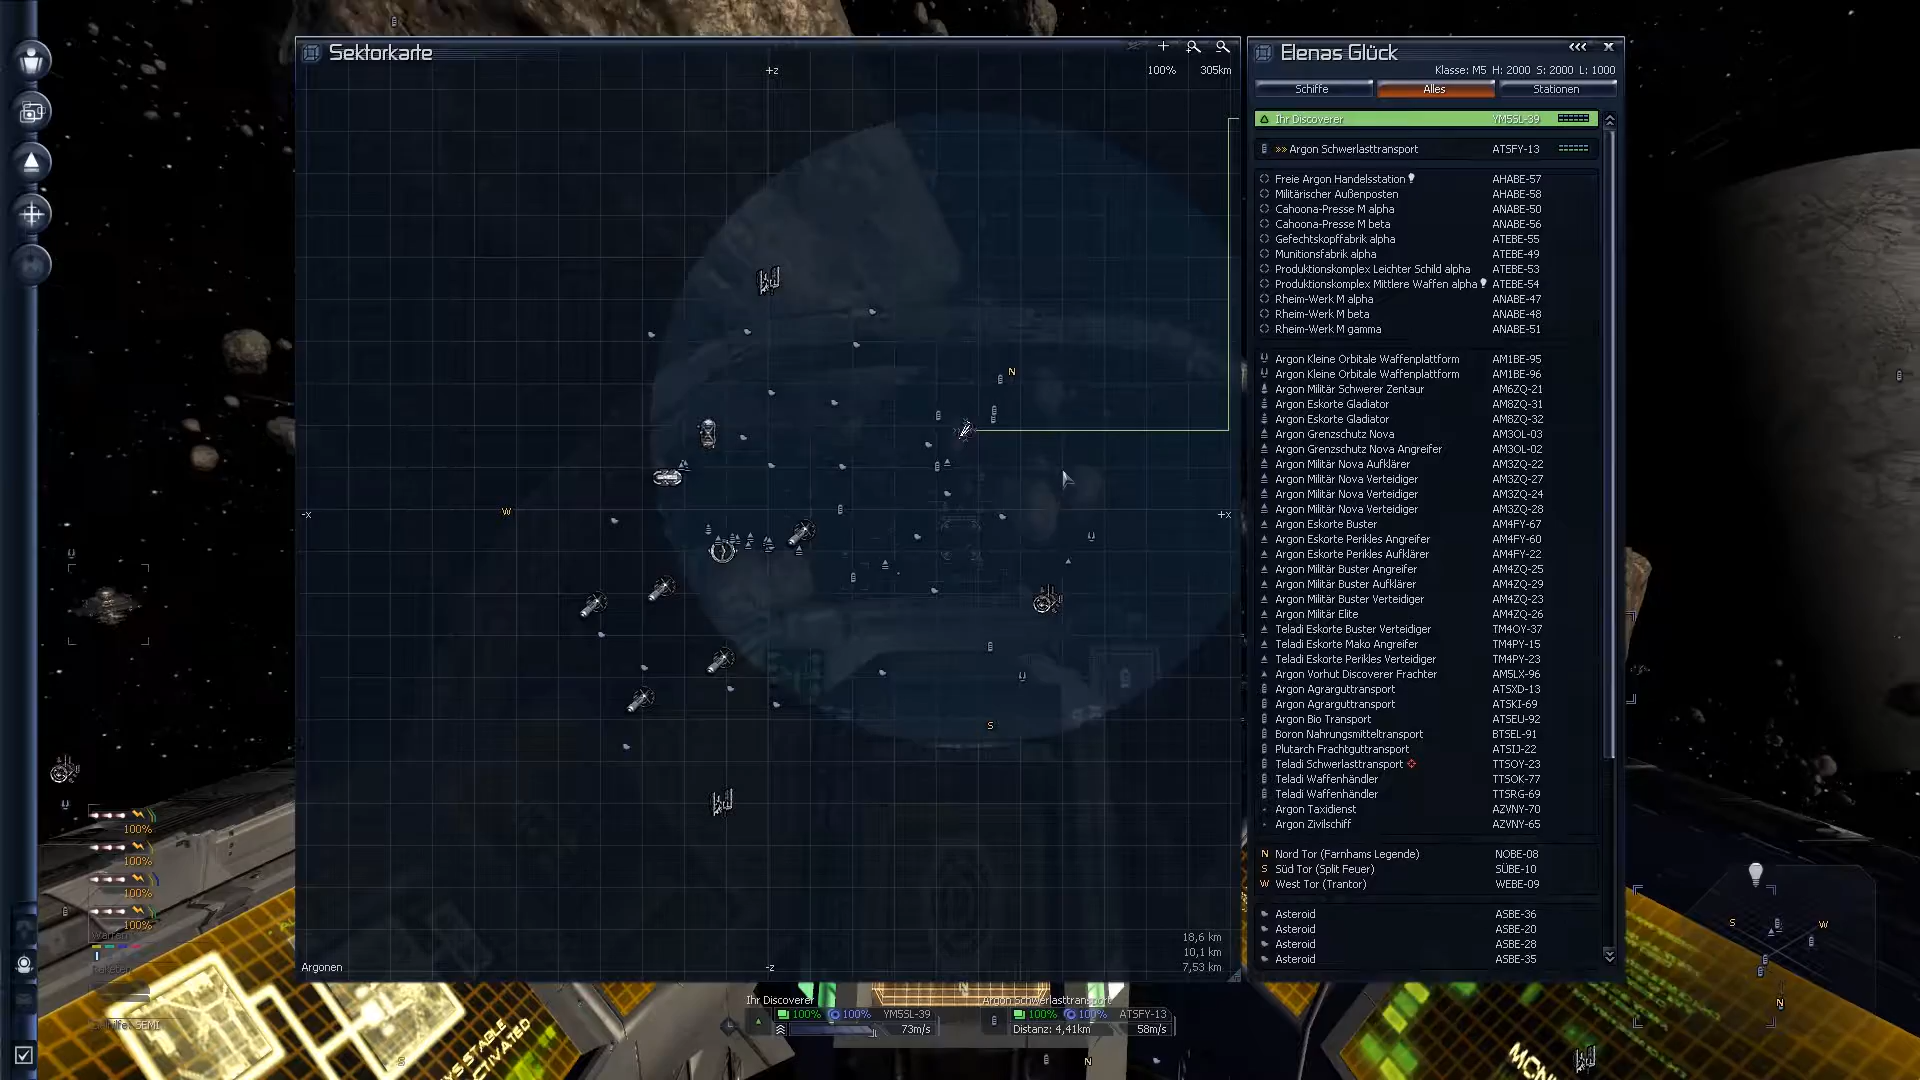 Sektorkarte
100% 305km
+z
-x
+x
-z
W
N
S
Argonen
18,6 km
10,1 km
7,53 km
Elenas Glück
Klasse: M5 H: 2000 S: 2000 L: 1000
Schiffe Alles Stationen
Ihr Discoverer YM5SL-39
>> Argon Schwerlasttransport ATSFY-13
Freie Argon Handelsstation AHABE-57
Militärischer Außenposten AHABE-58
Cahoona-Presse M alpha ANABE-50
Cahoona-Presse M beta ANABE-56
Gefechtskopffabrik alpha ATEBE-55
Munitionsfabrik alpha ATEBE-49
Produktionskomplex Leichter Schild alpha ATEBE-53
Produktionskomplex Mittlere Waffen alpha ATEBE-54
Rheim-Werk M alpha ANABE-47
Rheim-Werk M beta ANABE-48
Rheim-Werk M gamma ANABE-51
Argon Kleine Orbitale Waffenplattform AM1BE-95
Argon Kleine Orbitale Waffenplattform AM1BE-96
Argon Militär Schwerer Zentaur AM6ZQ-21
Argon Eskorte Gladiator AM8ZQ-31
Argon Eskorte Gladiator AM8ZQ-32
Argon Grenzschutz Nova AM3OL-03
Argon Grenzschutz Nova Angreifer AM3OL-02
Argon Militär Nova Aufklärer AM3ZQ-22
Argon Militär Nova Verteidiger AM3ZQ-27
Argon Militär Nova Verteidiger AM3ZQ-24
Argon Militär Nova Verteidiger AM3ZQ-28
Argon Eskorte Buster AM4FY-67
Argon Eskorte Perikles Angreifer AM4FY-60
Argon Eskorte Perikles Aufklärer AM4FY-22
Argon Militär Buster Angreifer AM4ZQ-25
Argon Militär Buster Aufklärer AM4ZQ-29
Argon Militär Buster Verteidiger AM4ZQ-23
Argon Militär Elite AM4ZQ-26
Teladi Eskorte Buster Verteidiger TM4OY-37
Teladi Eskorte Mako Angreifer TM4PY-15
Teladi Eskorte Perikles Verteidiger TM4PY-23
Argon Vorhut Discoverer Frachter AM5LX-96
Argon Agrarguttransport ATSXD-13
Argon Agrarguttransport ATSKI-69
Argon Bio Transport ATSEU-92
Boron Nahrungsmitteltransport BTSEL-91
Plutarch Frachtguttransport ATSIJ-22
Teladi Schwerlasttransport TTSOY-23
Teladi Waffenhändler TTSOK-77
Teladi Waffenhändler TTSRG-69
Argon Taxidienst AZVNY-70
Argon Zivilschiff AZVNY-65
N Nord Tor (Farnhams Legende) NOBE-08
S Süd Tor (Split Feuer) SÜBE-10
W West Tor (Trantor) WEBE-09
Asteroid ASBE-36
Asteroid ASBE-20
Asteroid ASBE-28
Asteroid ASBE-35
100%
100%
100%
100%
Waffen
Raketen
SEMI
Ihr Discoverer
100% 100% YM5SL-39
73m/s
Argon Schwerlasttransport
100% 100% ATSFY-13
Distanz: 4,41km 58m/s
S
W
N
S
N